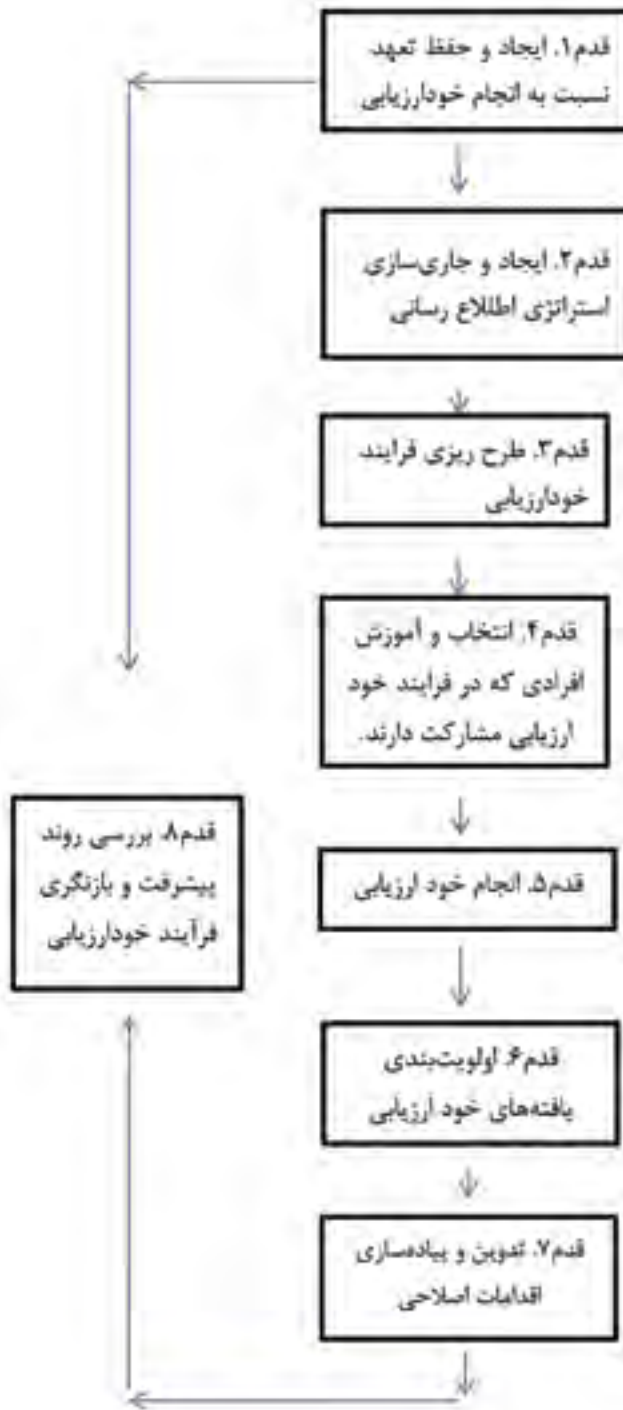 قدم۱. ایجاد و حفظ تعهد
نسبت به انجام خودارزیابی
قدم۲. ایجاد و جاری‌سازی
استراتژی اطللاع رسانی
قدم۳. طرح ریزی فرایند
خودارزیابی
قدم۴. انتخاب و آموزش
افرادی که در فرایند خود
ارزیابی مشارکت دارند.
قدم۵. انجام خود ارزیابی
قدم۶. اولویت‌بندی
یافته‌های خود ارزیابی
قدم۷. تدوین و پیاده‌سازی
اقدامات اصلاحی
قدم۸. بررسی روند
پیشرفت و بازنگری
فرآیند خودارزیابی